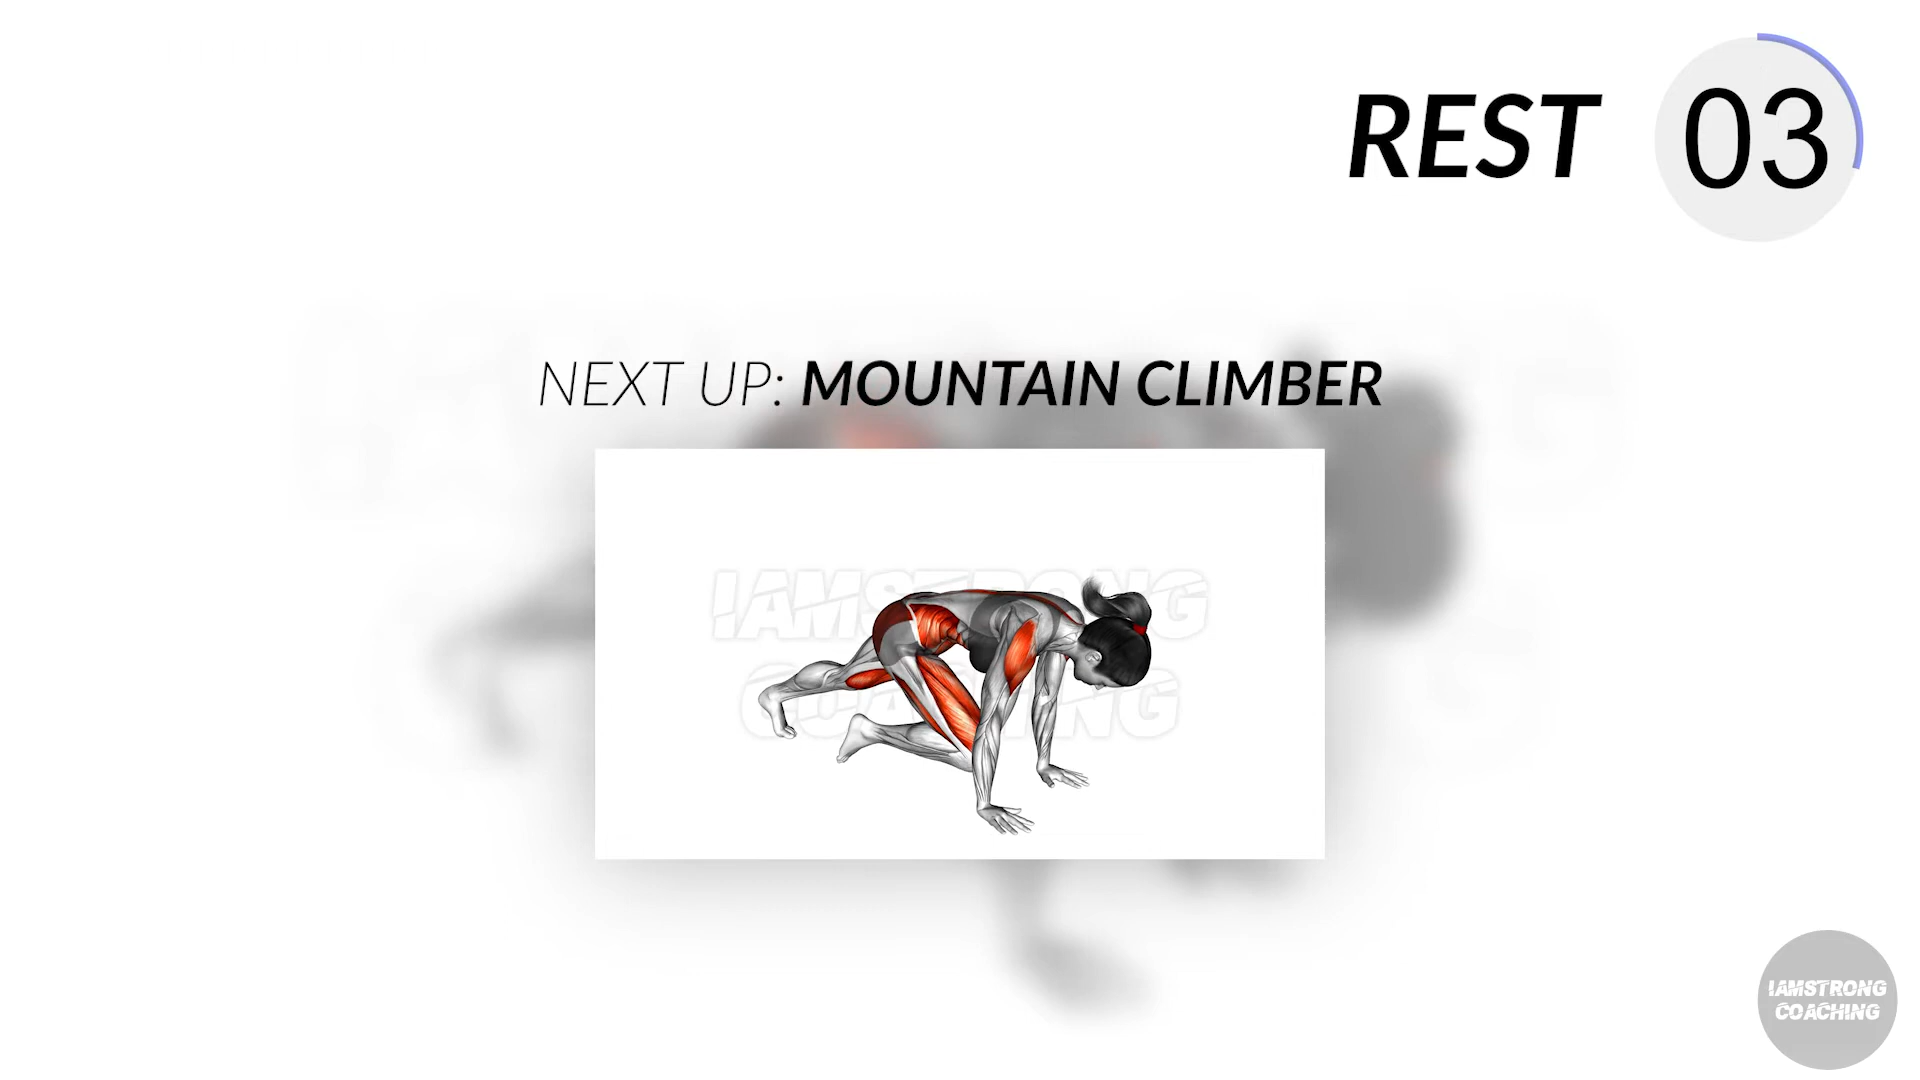 REST 03
NEXT UP: MOUNTAIN CLIMBER
IAMSTRONG
COACHING
IAMSTRONG
COACHING